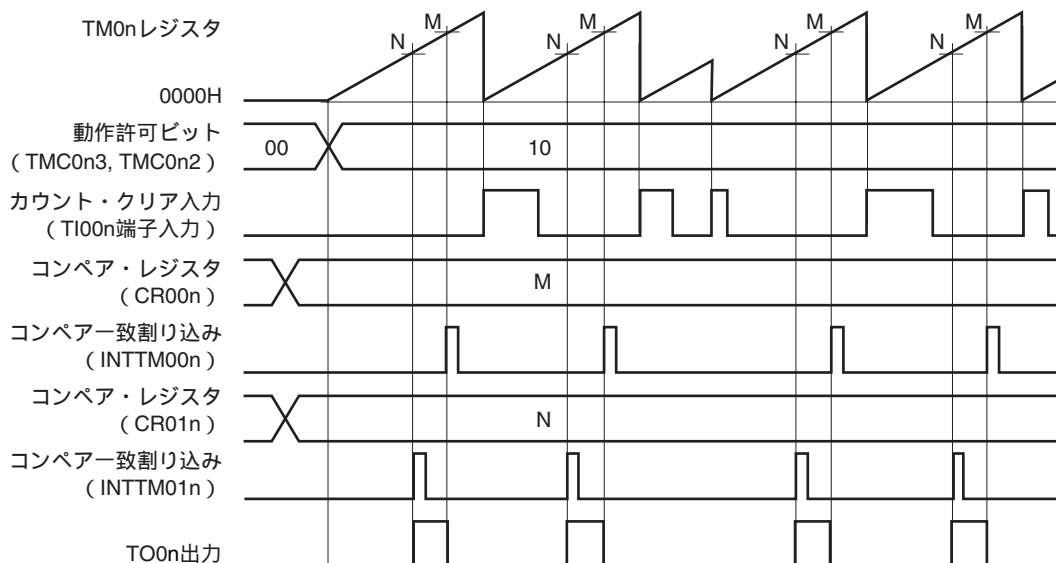 TM0nレジスタ
N
M
N
M
N
M
N
M
0000H
動作許可ビット
(TMC0n3, TMC0n2)
00
10
カウント・クリア入力
(TI00n端子入力)
コンペア・レジスタ
(CR00n)
M
コンペア一致割り込み
(INTTM00n)
コンペア・レジスタ
(CR01n)
N
コンペア一致割り込み
(INTTM01n)
TO0n出力